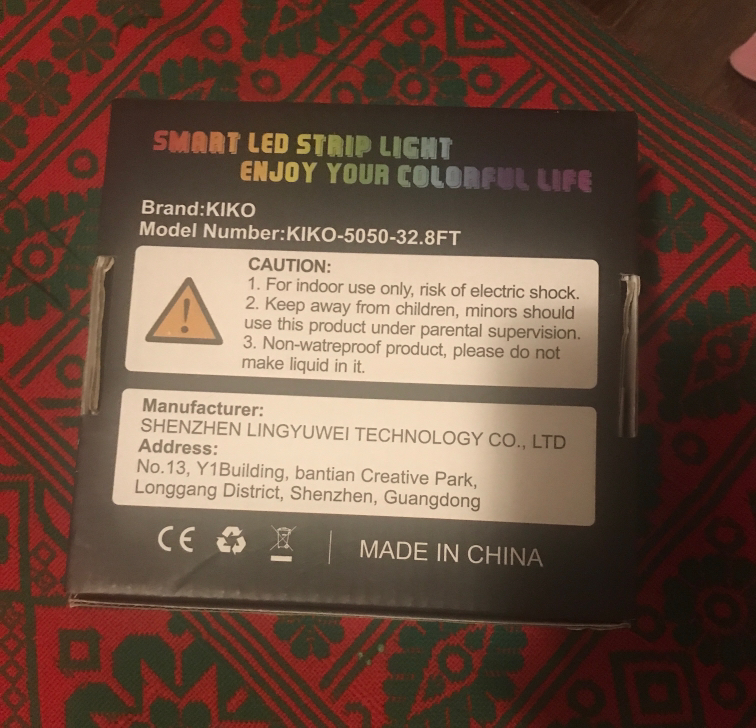 SMART LED STRIP LIGHT
ENJOY YOUR COLORFUL LIFE
Brand:KIKO
Model Number:KIKO-5050-32.8FT
CAUTION:
1. For indoor use only, risk of electric shock.
2. Keep away from children, minors should
use this product under parental supervision.
3. Non-watreproof product, please do not
make liquid in it.
Manufacturer:
SHENZHEN LINGYUWEI TECHNOLOGY CO., LTD
Address:
No.13, Y1Building, bantian Creative Park,
Longgang District, Shenzhen, Guangdong
CE MADE IN CHINA